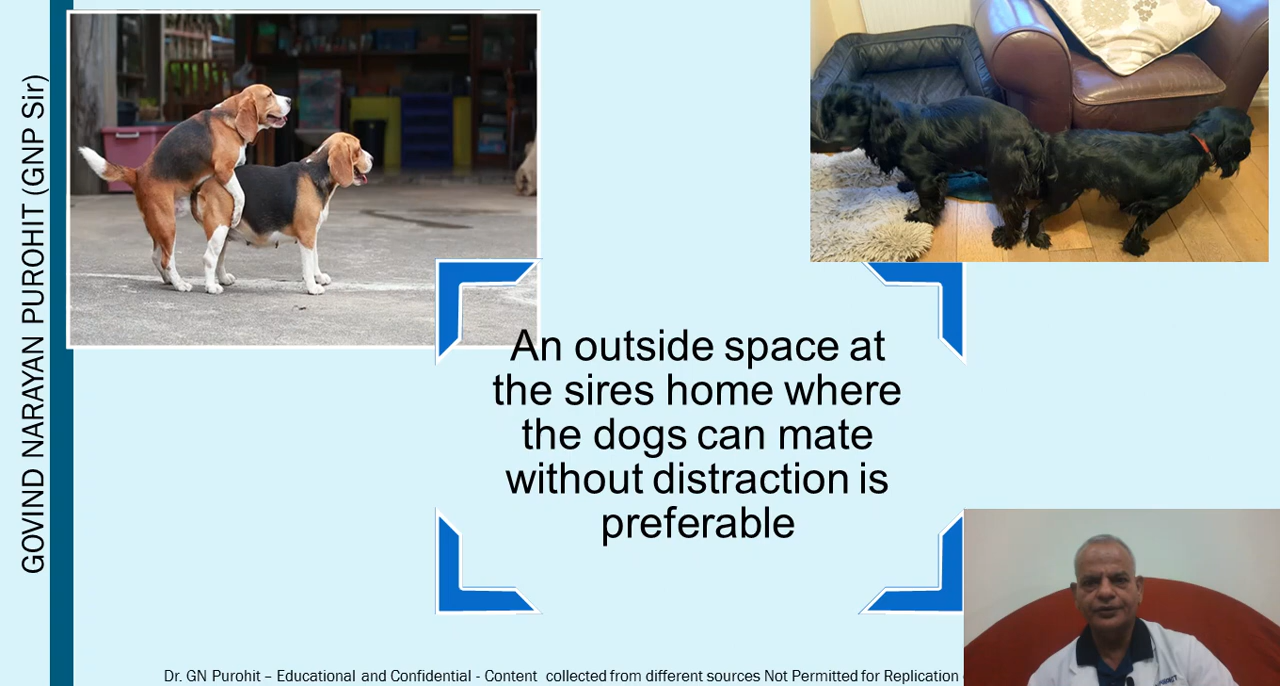 GOVIND NARAYAN PUROHIT (GNP Sir)
An outside space at
the sires home where
the dogs can mate
without distraction is
preferable
Dr. GN Purohit – Educational and Confidential - Content collected from different sources Not Permitted for Replication